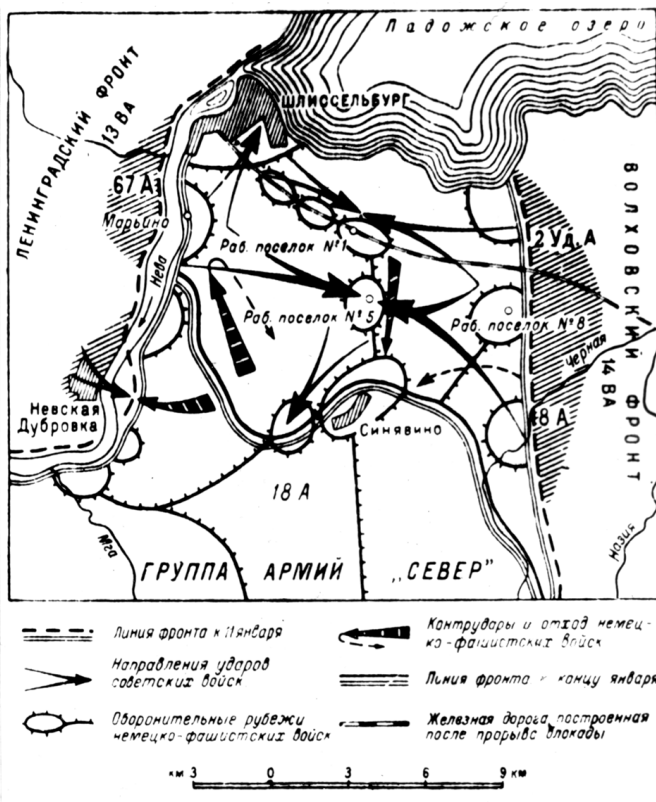 Ладожское озеро
ШЛИССЕЛЬБУРГ
ЛЕНИНГРАДСКИЙ ФРОНТ
13 ВА
67 А
Марьино
Раб. поселок №1
2 Уд. А
ВОЛХОВСКИЙ ФРОНТ
14 ВА
Нева
Раб. поселок №5
Раб. поселок №8
Черная
Невская
Дубровка
8 А
Синявино
18 А
Мга
Назия
ГРУППА АРМИЙ „СЕВЕР"
Линия фронта к 11 января
Направления ударов
советских войск
Оборонительные рубежи
немецко-фашистских войск
Контрудары и отход немец-
ко-фашистских войск
Линия фронта к концу января
Железная дорога, построенная
после прорыва блокады
км 3 0 3 6 9 км